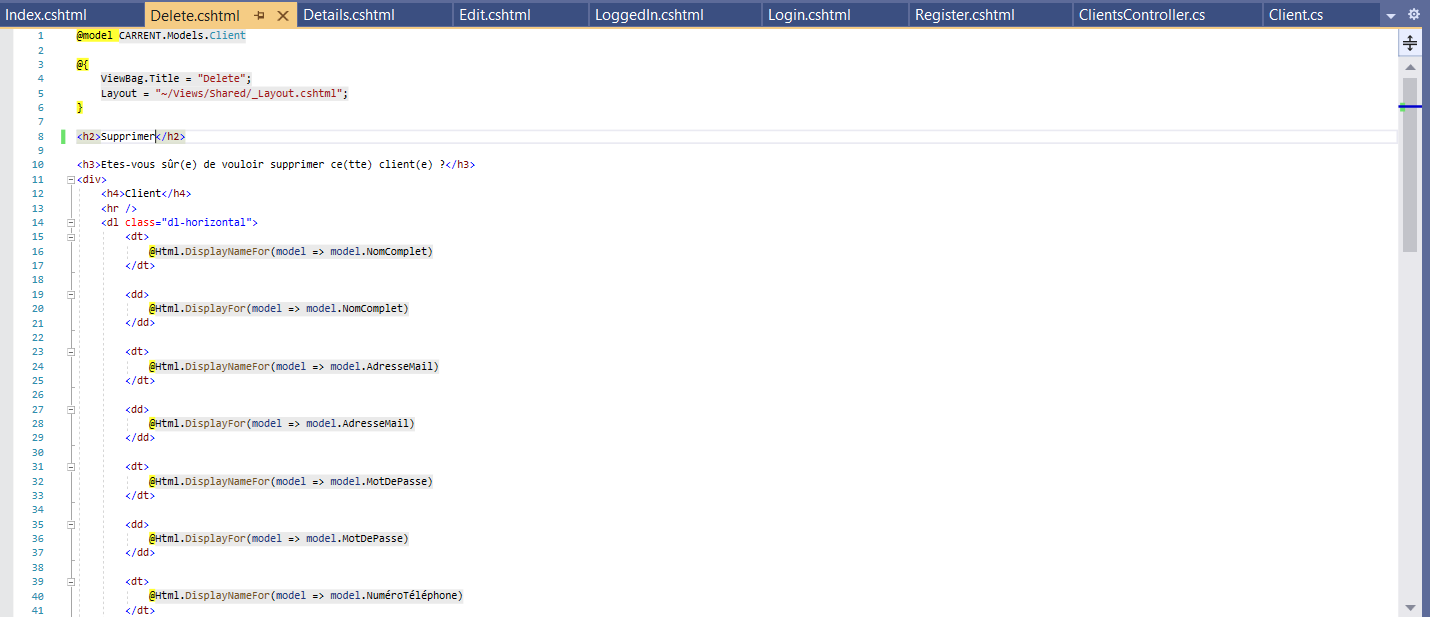 Index.cshtml Delete.cshtml Details.cshtml Edit.cshtml LoggedIn.cshtml Login.cshtml Register.cshtml ClientsController.cs Client.cs
1 @model CARRENT.Models.Client
2
3 @{
4 ViewBag.Title = "Delete";
5 Layout = "~/Views/Shared/_Layout.cshtml";
6 }
7
8 <h2>Supprimer</h2>
9
10 <h3>Etes-vous sûr(e) de vouloir supprimer ce(tte) client(e) ?</h3>
11 <div>
12 <h4>Client</h4>
13 <hr />
14 <dl class="dl-horizontal">
15 <dt>
16 @Html.DisplayNameFor(model => model.NomComplet)
17 </dt>
18
19 <dd>
20 @Html.DisplayFor(model => model.NomComplet)
21 </dd>
22
23 <dt>
24 @Html.DisplayNameFor(model => model.AdresseMail)
25 </dt>
26
27 <dd>
28 @Html.DisplayFor(model => model.AdresseMail)
29 </dd>
30
31 <dt>
32 @Html.DisplayNameFor(model => model.MotDePasse)
33 </dt>
34
35 <dd>
36 @Html.DisplayFor(model => model.MotDePasse)
37 </dd>
38
39 <dt>
40 @Html.DisplayNameFor(model => model.NuméroTéléphone)
41 </dt>